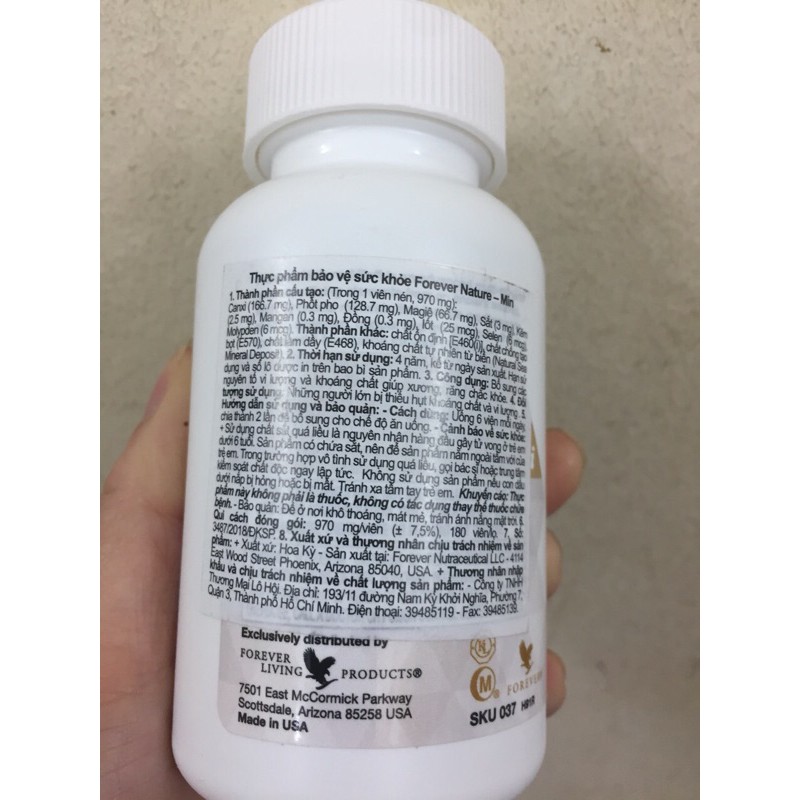 Thực phẩm bảo vệ sức khỏe Forever Nature – Min
1. Thành phần cấu tạo: (Trong 1 viên nén, 970 mg):
Canxi (166.7 mg), Phốt pho (128.7 mg), Magiê (66.7 mg), Sắt (3 mg), Kẽm
(2.5 mg), Mangan (0.3 mg), Đồng (0.3 mg), Iốt (25 mcg), Selen (6 mcg),
Molypden (6 mcg). Thành phần khác: chất ổn định [E460(i)], chất chống tạo
bọt (E570), chất làm dầy (E468), khoáng chất tự nhiên từ biển (Natural Sea
Mineral Deposit). 2. Thời hạn sử dụng: 4 năm, kể từ ngày sản xuất. Hạn sử
dụng và số lô được in trên bao bì sản phẩm. 3. Công dụng: Bổ sung các
nguyên tố vi lượng và khoáng chất giúp xương, răng chắc khỏe. 4. Đối
tượng sử dụng: Những người lớn bị thiếu hụt khoáng chất và vi lượng. 5.
Hướng dẫn sử dụng và bảo quản: - Cách dùng: Uống 6 viên mỗi ngày,
chia thành 2 lần để bổ sung cho chế độ ăn uống. - Cảnh báo về sức khỏe:
+ Sử dụng chất sắt quá liều là nguyên nhân hàng đầu gây tử vong ở trẻ em
dưới 6 tuổi. Sản phẩm có chứa sắt, nên để sản phẩm nằm ngoài tầm với của
trẻ em. Trong trường hợp vô tình sử dụng quá liều, gọi bác sĩ hoặc trung tâm
kiểm soát chất độc ngay lập tức. Không sử dụng sản phẩm nếu con dấu
dưới nắp bị hỏng hoặc bị mất. Tránh xa tầm tay trẻ em. Khuyến cáo: Thực
phẩm này không phải là thuốc, không có tác dụng thay thế thuốc chữa
bệnh. - Bảo quản: Để ở nơi khô thoáng, mát mẻ, tránh ánh nắng mặt trời. 6.
Qui cách đóng gói: 970 mg/viên (± 7,5%), 180 viên/lọ. 7. Số:
3487/2018/ĐKSP. 8. Xuất xứ và thương nhân chịu trách nhiệm về sản
phẩm: + Xuất xứ: Hoa Kỳ - Sản xuất tại: Forever Nutraceutical LLC - 4114
East Wood Street Phoenix, Arizona 85040, USA. + Thương nhân nhập
khẩu và chịu trách nhiệm về chất lượng sản phẩm: - Công ty TNHH
Thương Mại Lô Hội. Địa chỉ: 193/11 đường Nam Kỳ Khởi Nghĩa, Phường 7,
Quận 3, Thành phố Hồ Chí Minh. Điện thoại: 39485119 - Fax: 39485139.
Exclusively distributed by
FOREVER
LIVING PRODUCTS®
7501 East McCormick Parkway
Scottsdale, Arizona 85258 USA
Made in USA
M®
FOREVER
SKU 037 H91R